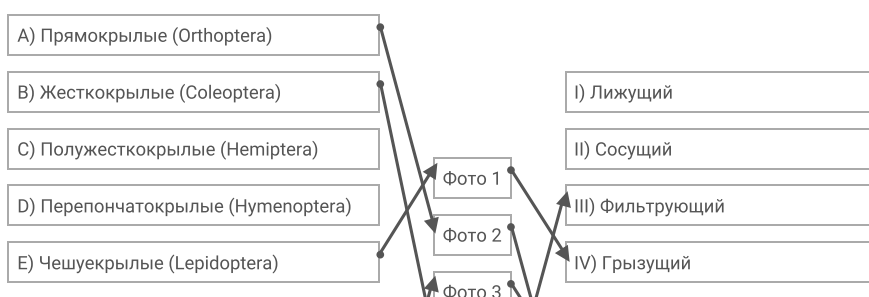 A) Прямокрылые (Orthoptera)
B) Жесткокрылые (Coleoptera)
C) Полужесткокрылые (Hemiptera)
D) Перепончатокрылые (Hymenoptera)
E) Чешуекрылые (Lepidoptera)
Фото 1
Фото 2
Фото 3
I) Лижущий
II) Сосущий
III) Фильтрующий
IV) Грызущий